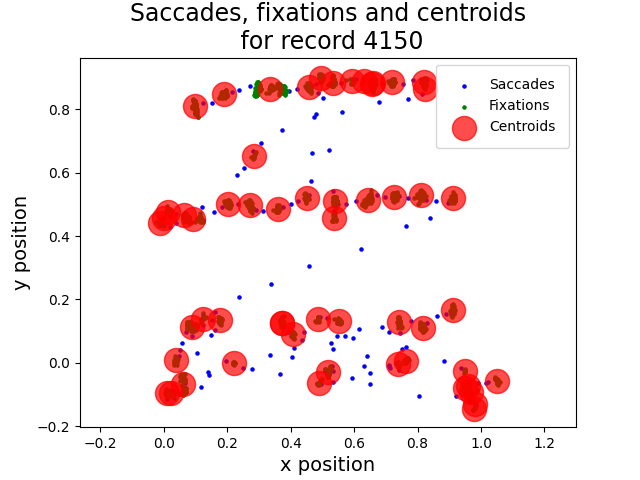 Saccades, fixations and centroids
for record 4150
Saccades
Fixations
Centroids
y position
0.8
0.6
0.4
0.2
0.0
−0.2
−0.2
0.0
0.2
0.4
0.6
0.8
1.0
1.2
x position